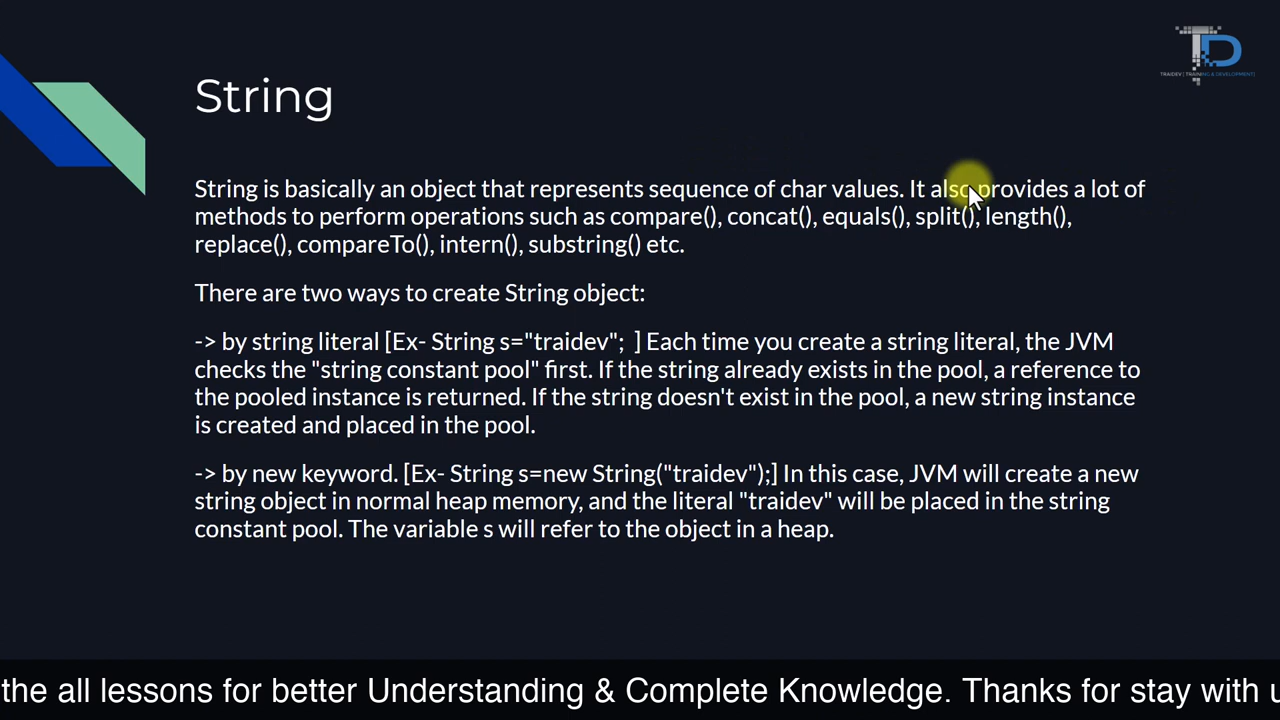 TRAIDEV [ TRAINING & DEVELOPMENT]
String
String is basically an object that represents sequence of char values. It also provides a lot of
methods to perform operations such as compare(), concat(), equals(), split(), length(),
replace(), compareTo(), intern(), substring() etc.
There are two ways to create String object:
-> by string literal [Ex- String s="traidev";  ] Each time you create a string literal, the JVM
checks the "string constant pool" first. If the string already exists in the pool, a reference to
the pooled instance is returned. If the string doesn't exist in the pool, a new string instance
is created and placed in the pool.
-> by new keyword. [Ex- String s=new String("traidev");] In this case, JVM will create a new
string object in normal heap memory, and the literal "traidev" will be placed in the string
constant pool. The variable s will refer to the object in a heap.
the all lessons for better Understanding & Complete Knowledge. Thanks for stay with u